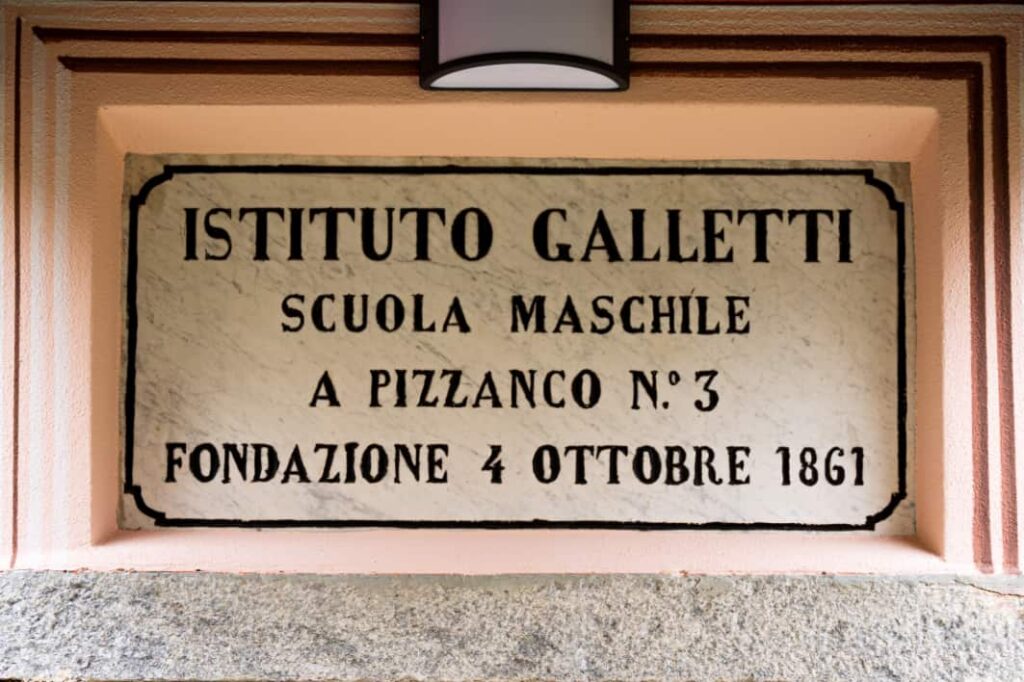 ISTITUTO GALLETTI
SCUOLA MASCHILE
A PIZZANCO N.º 3
FONDAZIONE 4 OTTOBRE 1861